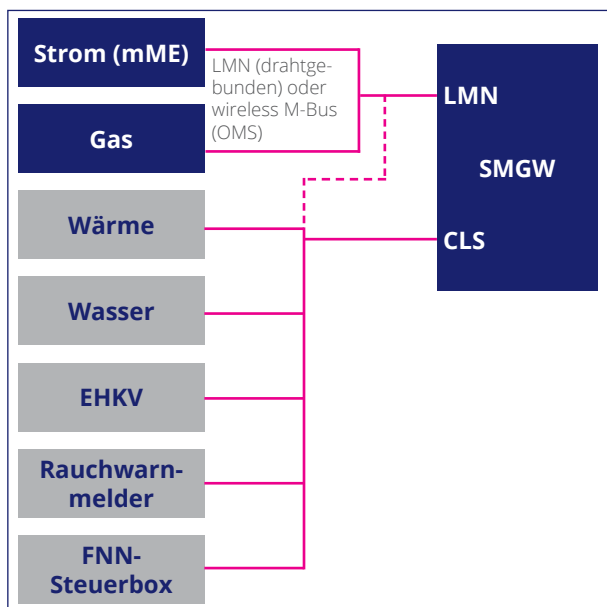 Strom (mME)
LMN (drahtge-
bunden) oder
wireless M-Bus
(OMS)
Gas
Wärme
Wasser
EHKV
Rauchwarn-
melder
FNN-
Steuerbox
LMN
SMGW
CLS